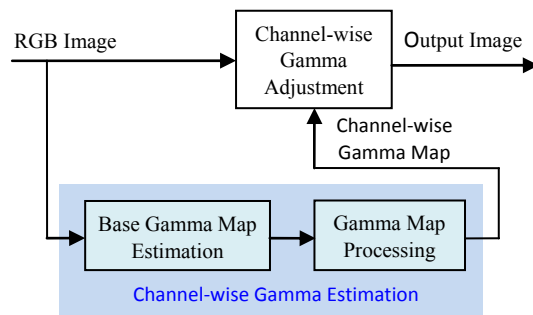 RGB Image
Channel-wise
Gamma
Adjustment
Output Image
Channel-wise
Gamma Map
Base Gamma Map
Estimation
Gamma Map
Processing
Channel-wise Gamma Estimation